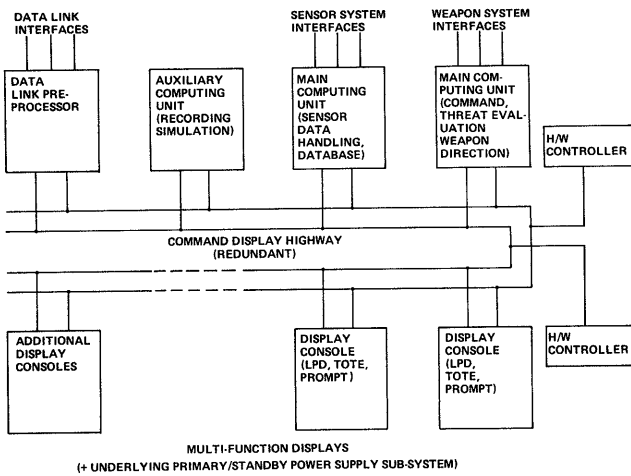 DATA LINK
INTERFACES
SENSOR SYSTEM
INTERFACES
WEAPON SYSTEM
INTERFACES
DATA
LINK PRE-
PROCESSOR
AUXILIARY
COMPUTING
UNIT
(RECORDING
SIMULATION)
MAIN
COMPUTING
UNIT
(SENSOR
DATA
HANDLING,
DATABASE)
MAIN COM-
PUTING UNIT
(COMMAND,
THREAT EVAL-
UATION
WEAPON
DIRECTION)
H/W
CONTROLLER
COMMAND DISPLAY HIGHWAY
(REDUNDANT)
ADDITIONAL
DISPLAY
CONSOLES
DISPLAY
CONSOLE
(LPD, TOTE,
PROMPT)
DISPLAY
CONSOLE
(LPD,
TOTE,
PROMPT)
H/W
CONTROLLER
MULTI-FUNCTION DISPLAYS
(+ UNDERLYING PRIMARY/STANDBY POWER SUPPLY SUB-SYSTEM)